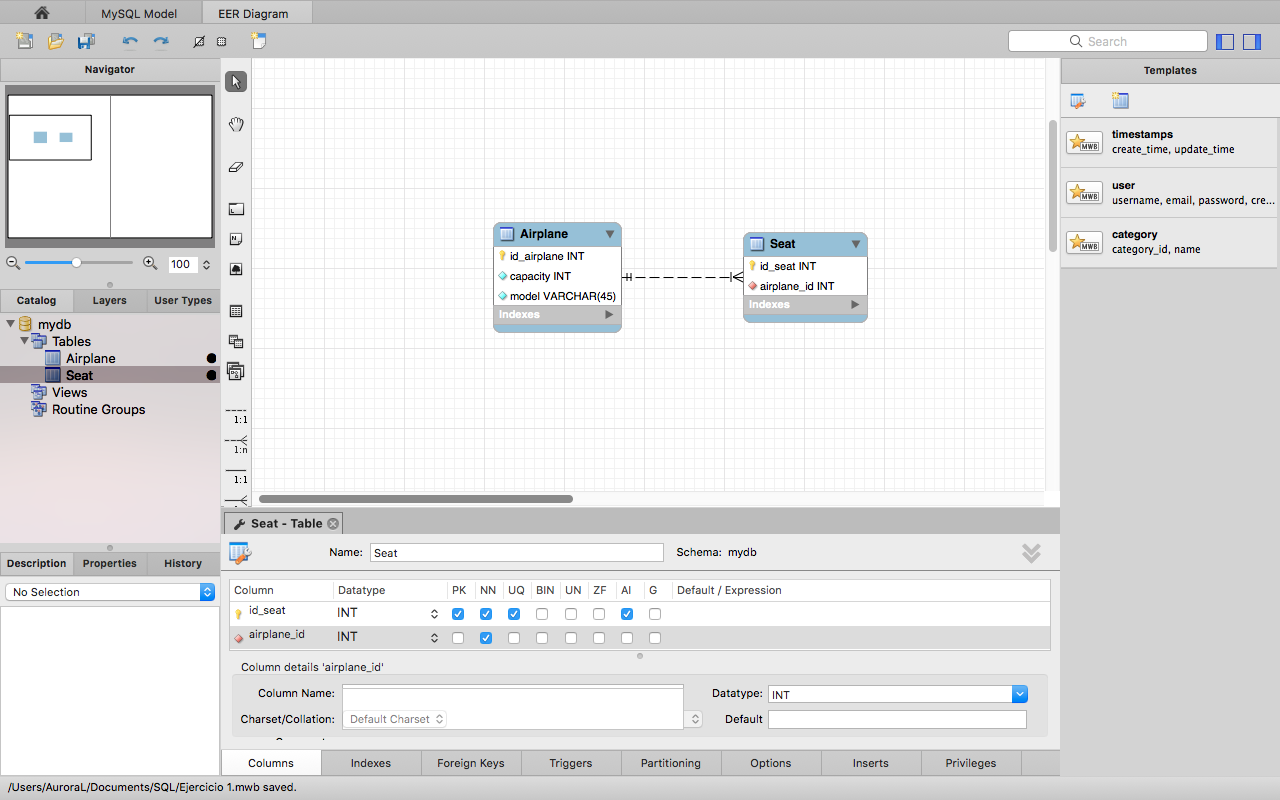 MySQL Model
EER Diagram
Search
Navigator
Templates
timestamps
create_time, update_time
user
username, email, password, cre...
category
category_id, name
100
Catalog
Layers
User Types
mydb
Tables
Airplane
Seat
Views
Routine Groups
Airplane
id_airplane INT
capacity INT
model VARCHAR(45)
Indexes
Seat
id_seat INT
airplane_id INT
Indexes
1:1
1:n
1:1
Description
Properties
History
No Selection
Seat - Table
Name:
Seat
Schema:
mydb
Column
Datatype
PK
NN
UQ
BIN
UN
ZF
AI
G
Default / Expression
id_seat
INT
airplane_id
INT
Column details 'airplane_id'
Column Name:
Datatype:
INT
Charset/Collation:
Default Charset
Default
Columns
Indexes
Foreign Keys
Triggers
Partitioning
Options
Inserts
Privileges
/Users/AuroraL/Documents/SQL/Ejercicio 1.mwb saved.